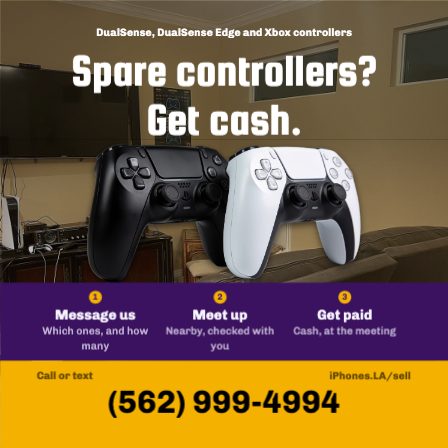 DualSense, DualSense Edge and Xbox controllers
Spare controllers?
Get cash.
1
2
3
Message us
Meet up
Get paid
Which ones, and how
many
Nearby, checked with
you
Cash, at the meeting
Call or text
iPhones.LA/sell
(562) 999-4994